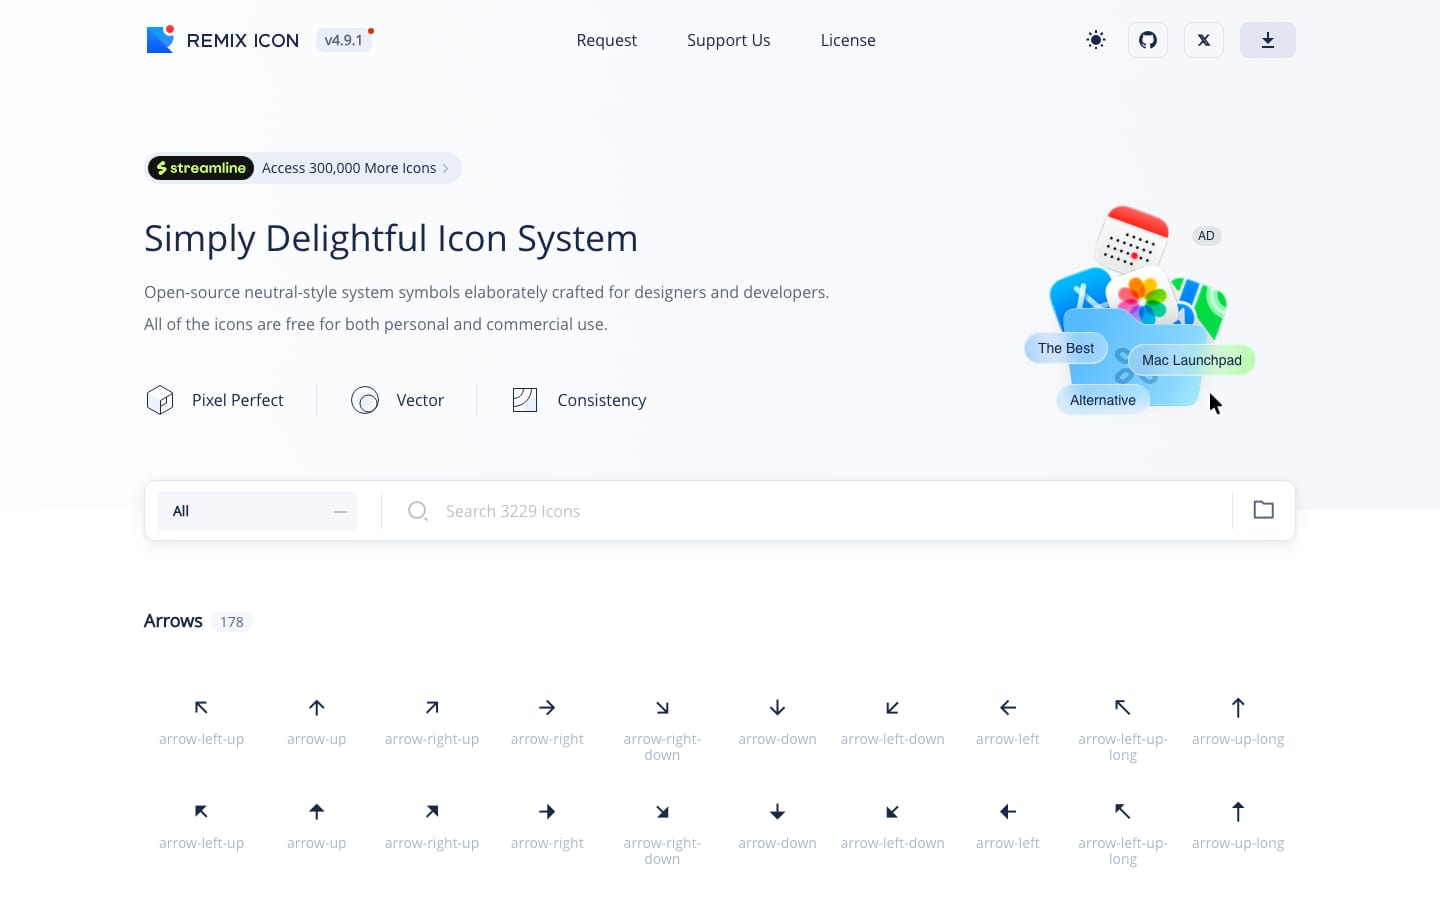 REMIX ICON
v4.9.1
Request
Support Us
License
streamline
Access 300,000 More Icons
Simply Delightful Icon System
Open-source neutral-style system symbols elaborately crafted for designers and developers.
All of the icons are free for both personal and commercial use.
Pixel Perfect
Vector
Consistency
AD
The Best
Mac Launchpad
Alternative
All
Search 3229 Icons
Arrows
178
arrow-left-up
arrow-up
arrow-right-up
arrow-right
arrow-right-
down
arrow-down
arrow-left-down
arrow-left
arrow-left-up-
long
arrow-up-long
arrow-left-up
arrow-up
arrow-right-up
arrow-right
arrow-right-
down
arrow-down
arrow-left-down
arrow-left
arrow-left-up-
long
arrow-up-long